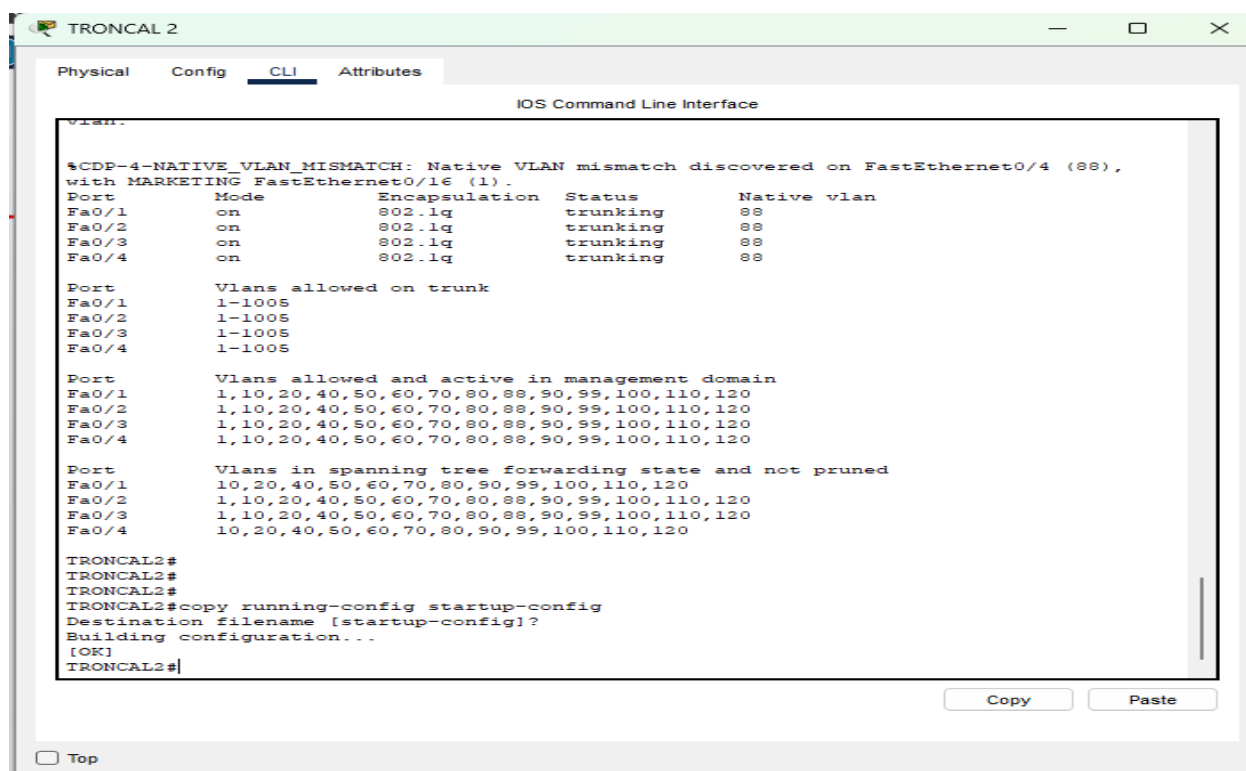 TRONCAL 2
Physical Config CLI Attributes
IOS Command Line Interface
vlan.
%CDP-4-NATIVE_VLAN_MISMATCH: Native VLAN mismatch discovered on FastEthernet0/4 (88),
with MARKETING FastEthernet0/16 (1).
Port Mode Encapsulation Status Native vlan
Fa0/1 on 802.1q trunking 88
Fa0/2 on 802.1q trunking 88
Fa0/3 on 802.1q trunking 88
Fa0/4 on 802.1q trunking 88
Port Vlans allowed on trunk
Fa0/1 1-1005
Fa0/2 1-1005
Fa0/3 1-1005
Fa0/4 1-1005
Port Vlans allowed and active in management domain
Fa0/1 1,10,20,40,50,60,70,80,88,90,99,100,110,120
Fa0/2 1,10,20,40,50,60,70,80,88,90,99,100,110,120
Fa0/3 1,10,20,40,50,60,70,80,88,90,99,100,110,120
Fa0/4 1,10,20,40,50,60,70,80,88,90,99,100,110,120
Port Vlans in spanning tree forwarding state and not pruned
Fa0/1 10,20,40,50,60,70,80,90,99,100,110,120
Fa0/2 1,10,20,40,50,60,70,80,88,90,99,100,110,120
Fa0/3 1,10,20,40,50,60,70,80,88,90,99,100,110,120
Fa0/4 10,20,40,50,60,70,80,90,99,100,110,120
TRONCAL2#
TRONCAL2#
TRONCAL2#
TRONCAL2#copy running-config startup-config
Destination filename [startup-config]?
Building configuration...
[OK]
TRONCAL2#
Copy Paste
Top